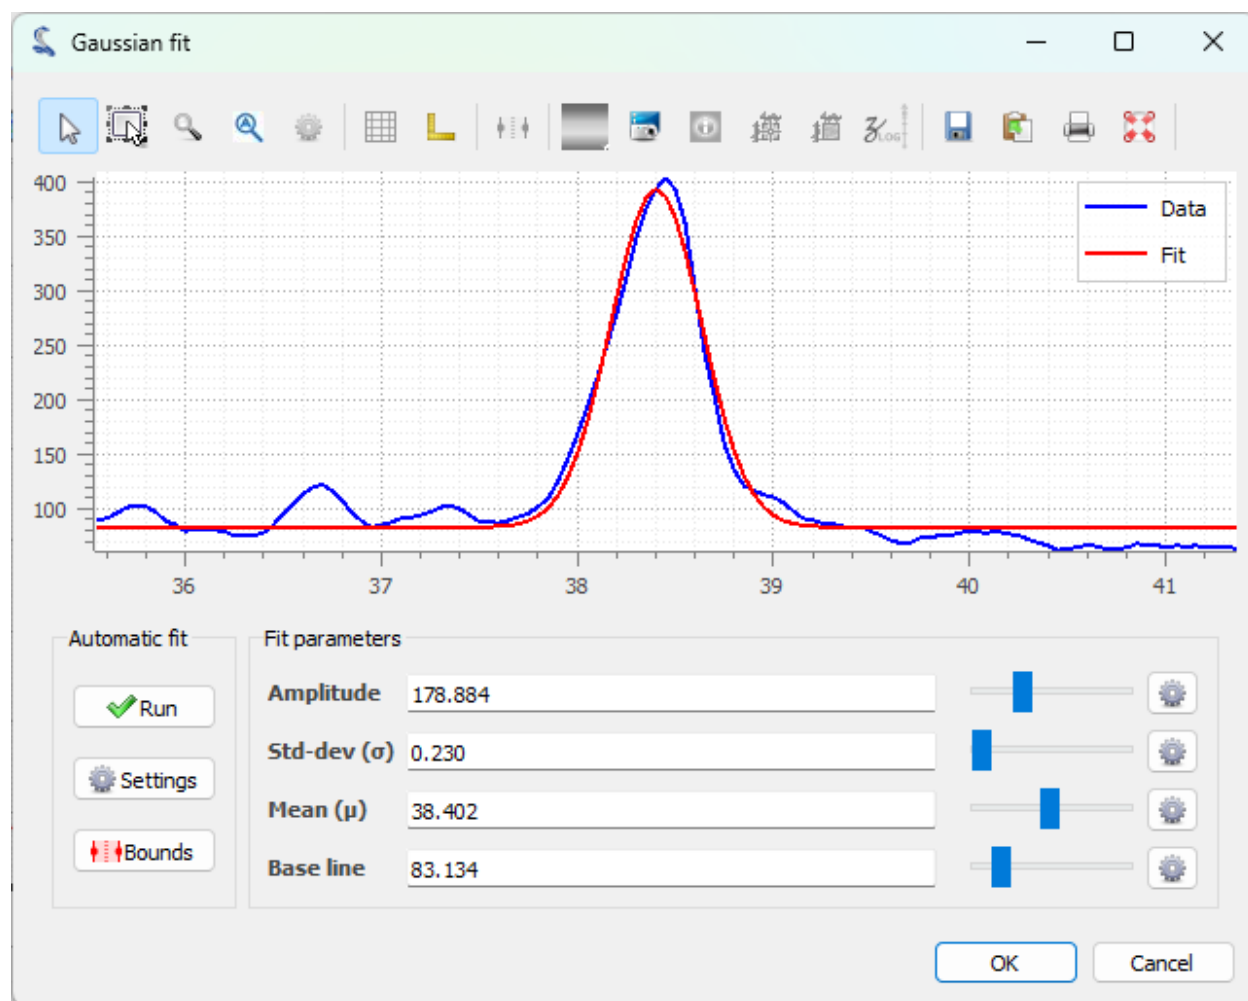 Gaussian fit
LOG
400
350
300
250
200
150
100
Data
Fit
36 37 38 39 40 41
Automatic fit
Run
Settings
Bounds
Fit parameters
Amplitude 178.884
Std-dev (σ) 0.230
Mean (μ) 38.402
Base line 83.134
OK Cancel